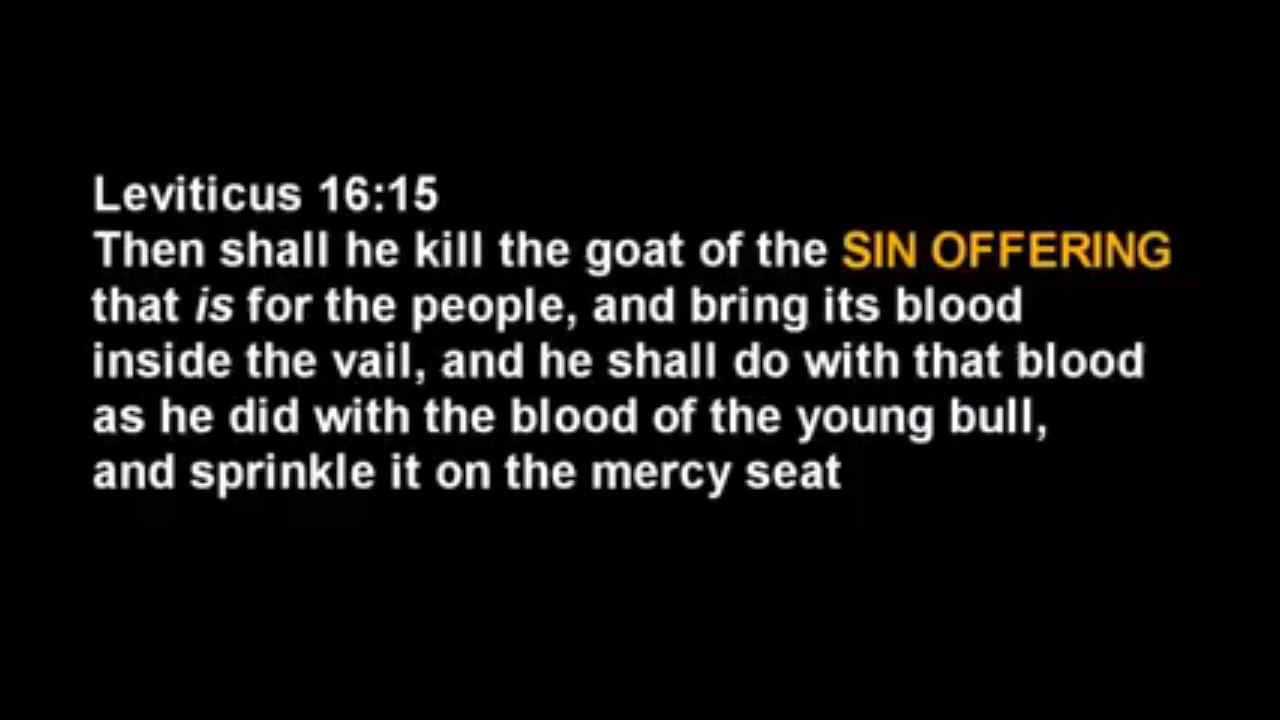 Leviticus 16:15
Then shall he kill the goat of the SIN OFFERING
that is for the people, and bring its blood
inside the vail, and he shall do with that blood
as he did with the blood of the young bull,
and sprinkle it on the mercy seat